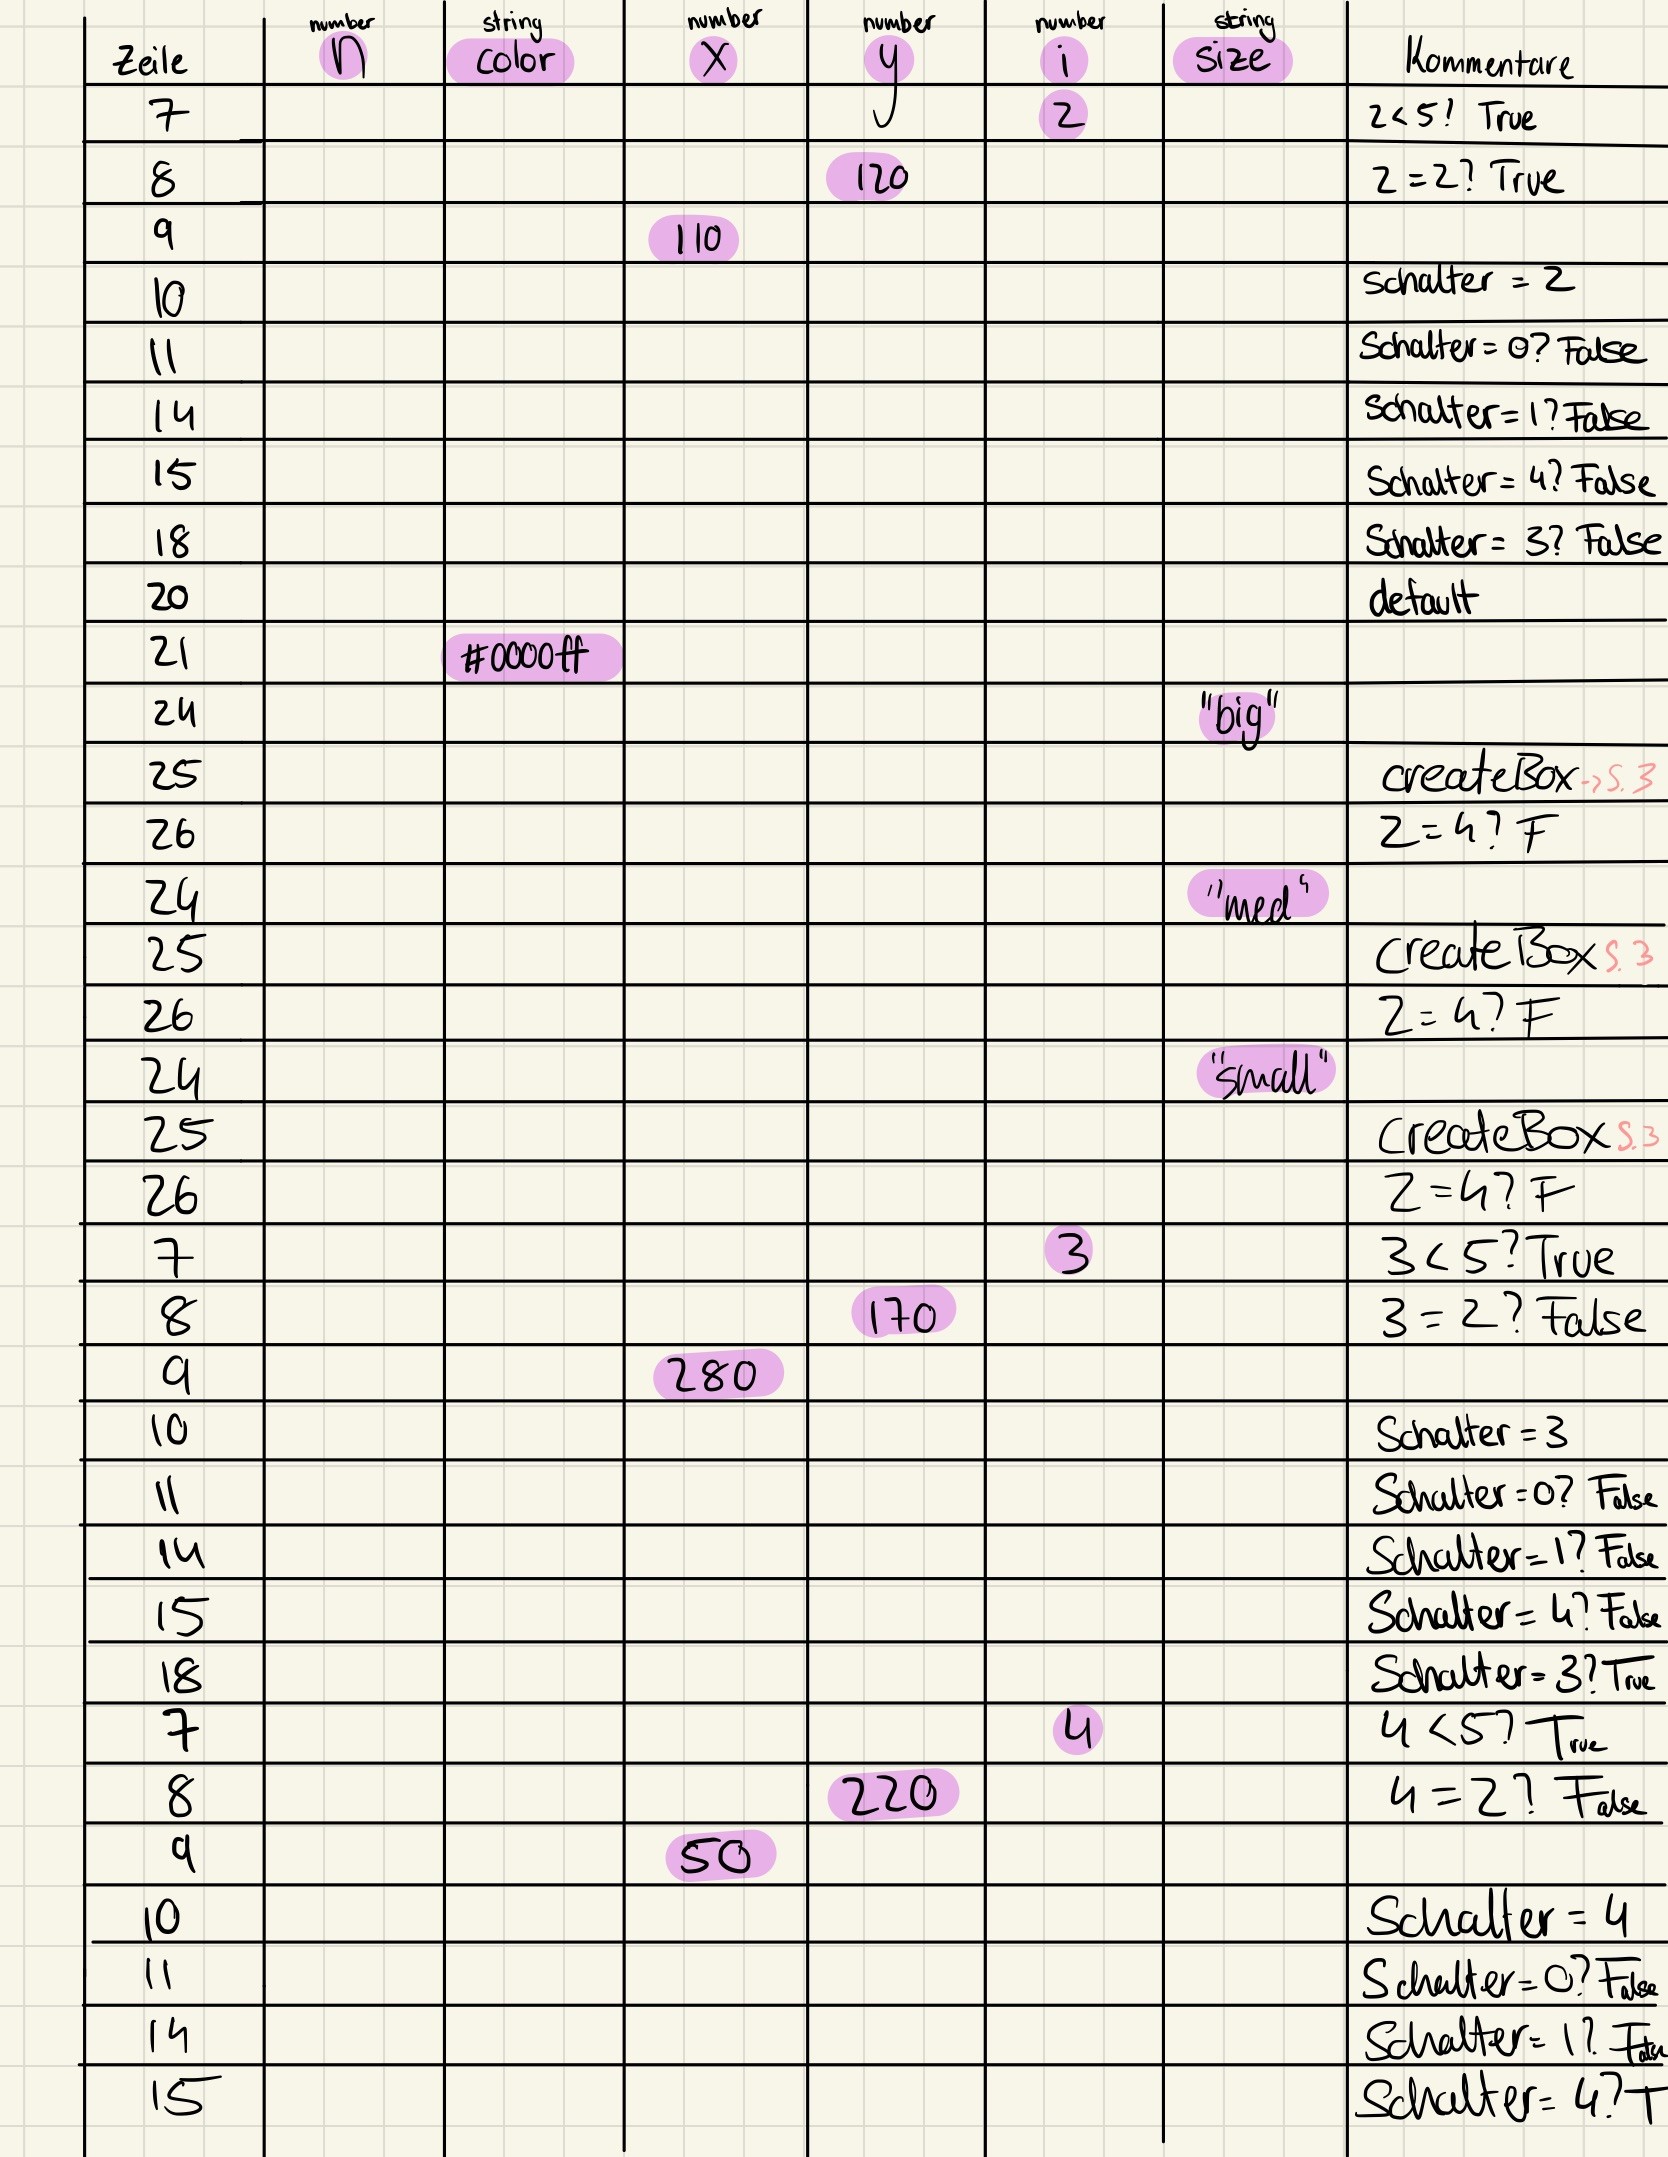 number string number number number string
Zeile n color x y i size Kommentare
7 2 2<5? True
8 120 2=2? True
9 110
10 schalter = 2
11 Schalter=0? False
14 Schalter=1? False
15 Schalter=4? False
18 Schalter=3? False
20 default
21 #0000ff
24 "big"
25 createBox->S.3
26 2=4? F
24 "med"
25 createBox S.3
26 2=4? F
24 "small"
25 createBox S.3
26 2=4? F
7 3 3<5? True
8 170 3=2? False
9 280
10 Schalter=3
11 Schalter=0? False
14 Schalter=1? False
15 Schalter=4? False
18 Schalter=3? True
7 4 4<5? True
8 220 4=2? False
9 50
10 Schalter=4
11 Schalter=0? False
14 Schalter=1? False
15 Schalter=4? T